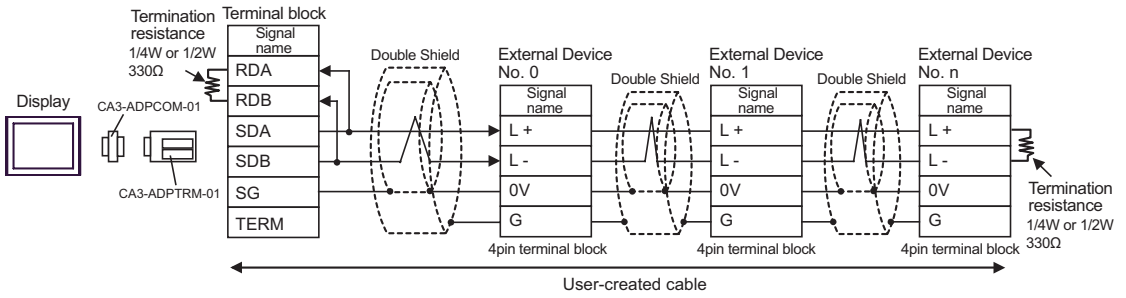 Termination
resistance
1/4W or 1/2W
330Ω
Terminal block
Signal
name
RDA
RDB
SDA
SDB
SG
TERM
Display
CA3-ADPCOM-01
CA3-ADPTRM-01
Double Shield
External Device
No. 0
Signal
name
L +
L -
0V
G
4pin terminal block
Double Shield
External Device
No. 1
Signal
name
L +
L -
0V
G
4pin terminal block
Double Shield
External Device
No. n
Signal
name
L +
L -
0V
G
4pin terminal block
Termination
resistance
1/4W or 1/2W
330Ω
User-created cable